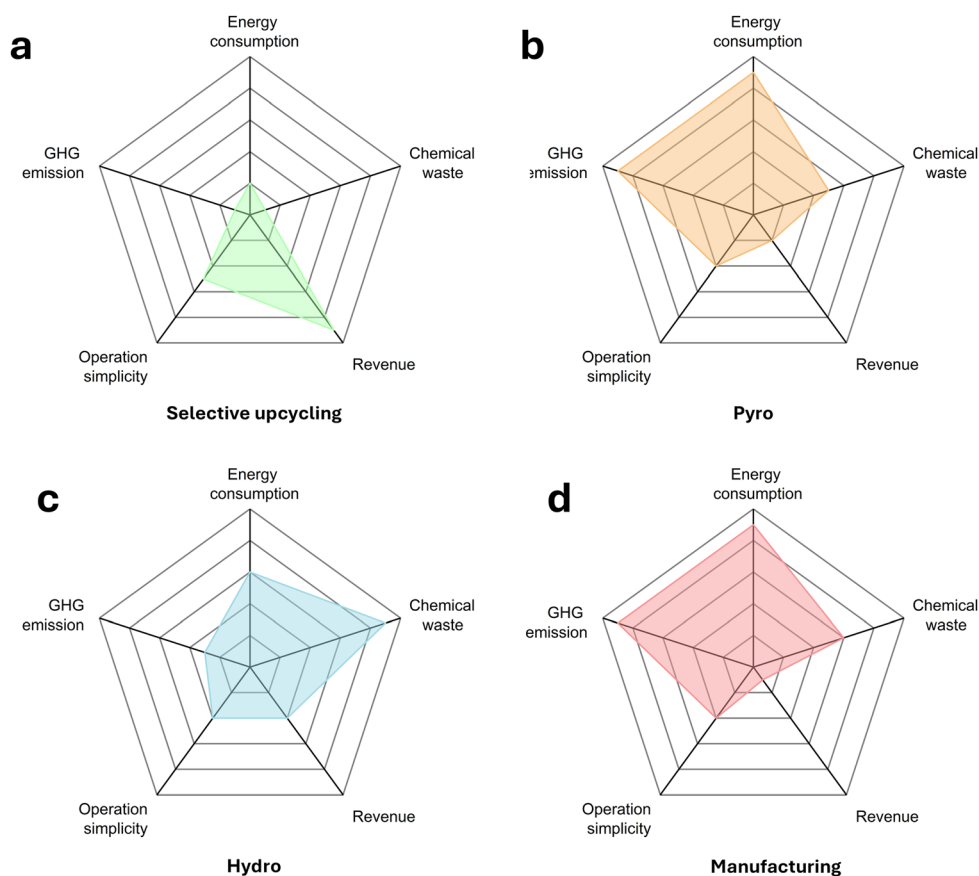 a
Energy
consumption
GHG
emission
Chemical
waste
Operation
simplicity
Revenue
Selective upcycling
b
Energy
consumption
GHG
emission
Chemical
waste
Operation
simplicity
Revenue
Pyro
c
Energy
consumption
GHG
emission
Chemical
waste
Operation
simplicity
Revenue
Hydro
d
Energy
consumption
GHG
emission
Chemical
waste
Operation
simplicity
Revenue
Manufacturing